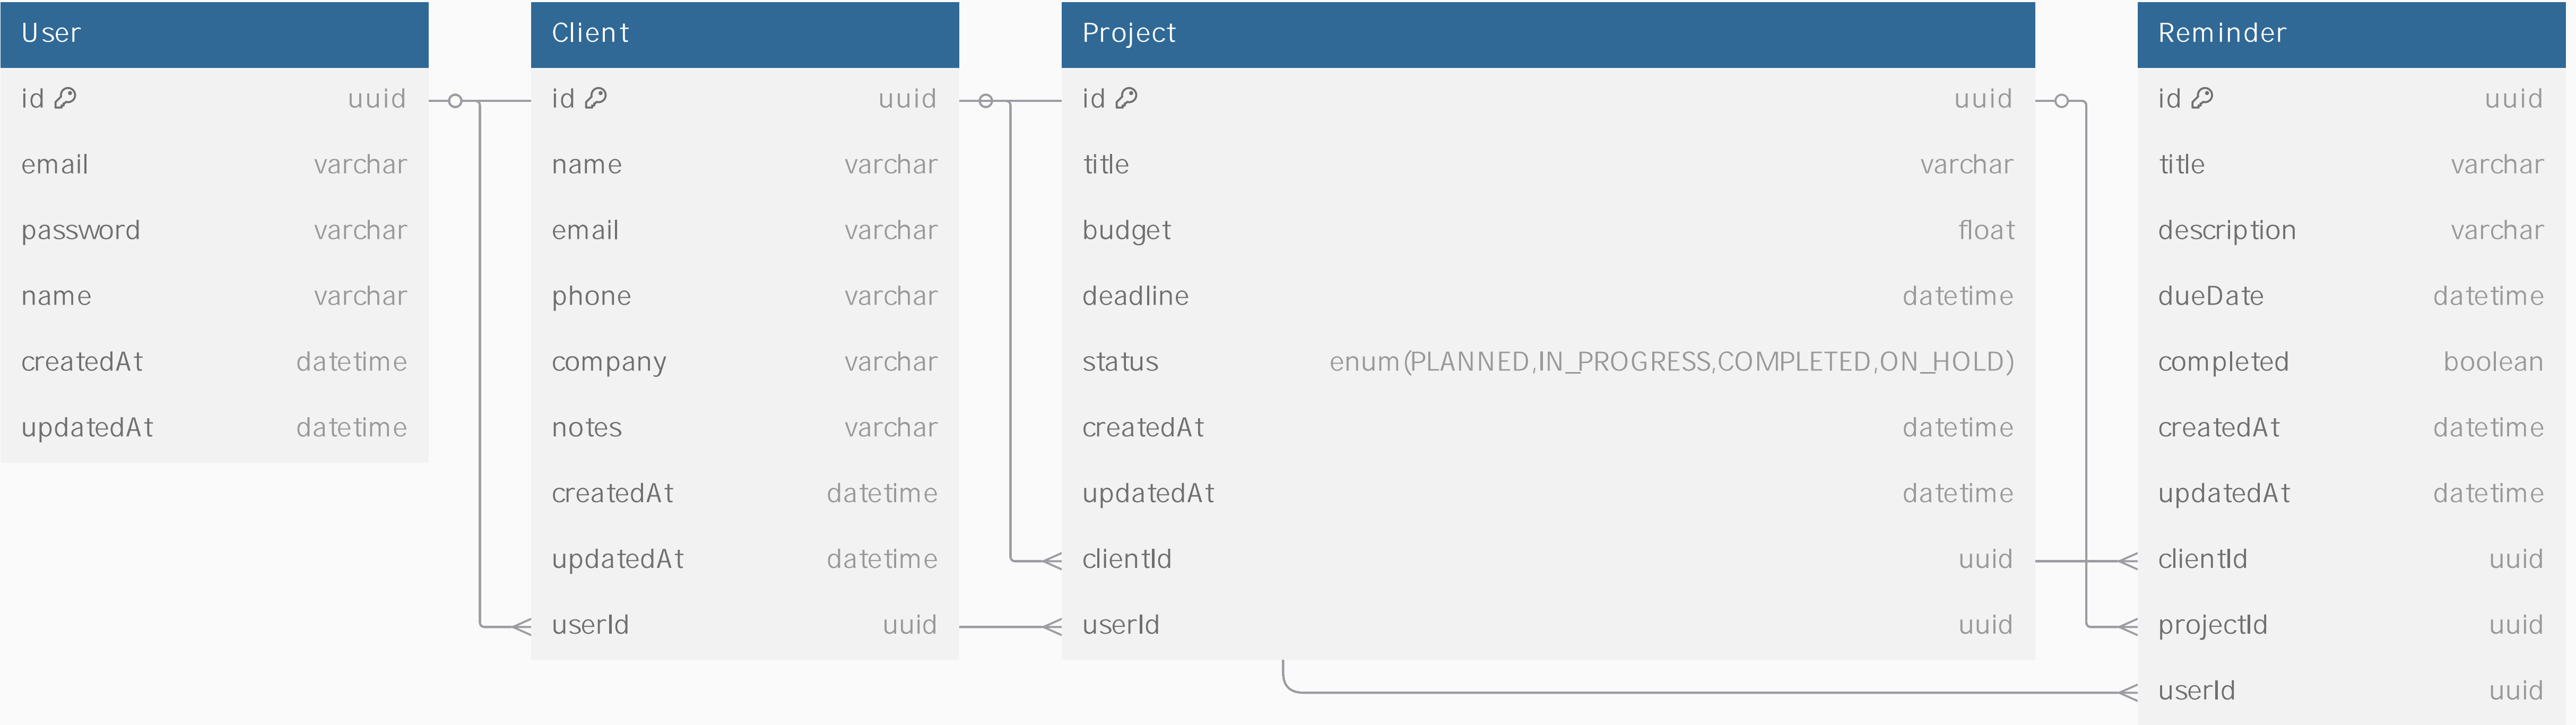 User
id uuid
email varchar
password varchar
name varchar
createdAt datetime
updatedAt datetime
Client
id uuid
name varchar
email varchar
phone varchar
company varchar
notes varchar
createdAt datetime
updatedAt datetime
userId uuid
Project
id uuid
title varchar
budget float
deadline datetime
status enum(PLANNED,IN_PROGRESS,COMPLETED,ON_HOLD)
createdAt datetime
updatedAt datetime
clientId uuid
userId uuid
Reminder
id uuid
title varchar
description varchar
dueDate datetime
completed boolean
createdAt datetime
updatedAt datetime
clientId uuid
projectId uuid
userId uuid